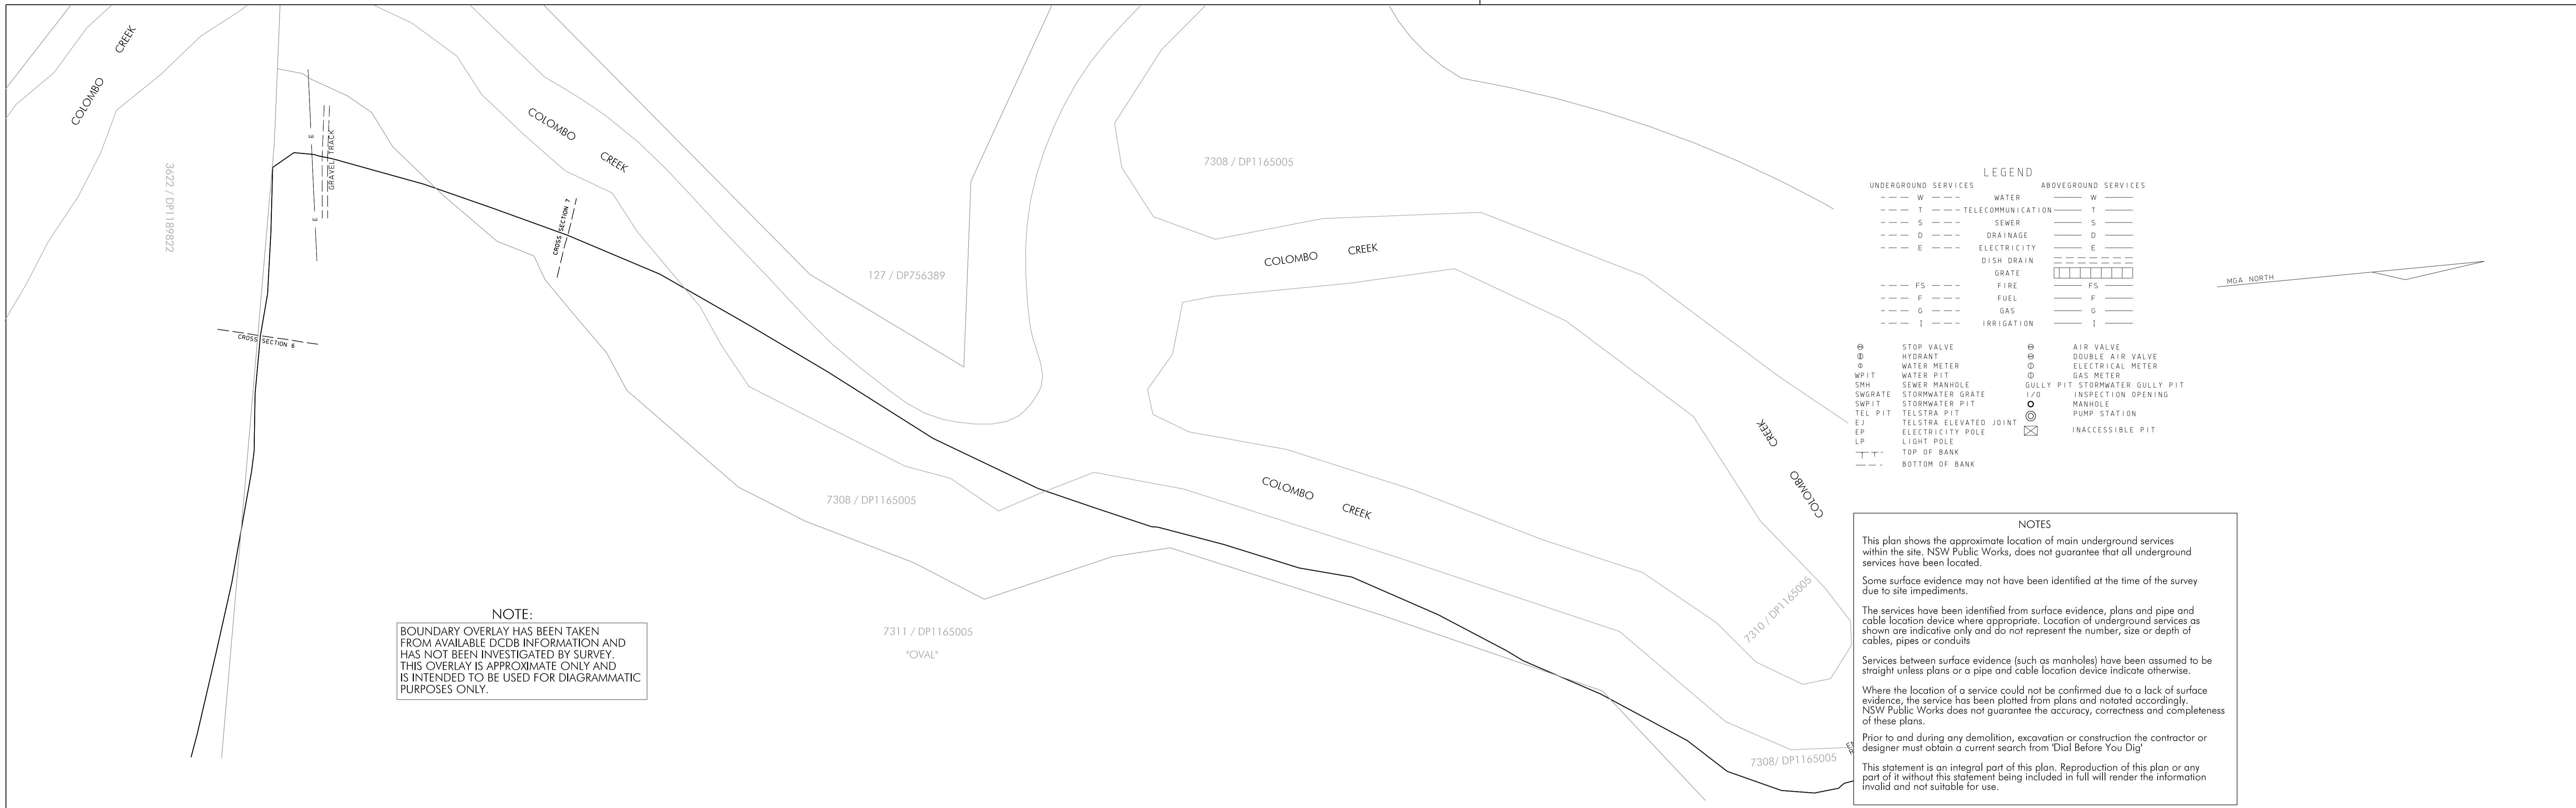 COLOMBO CREEK
COLOMBO CREEK
3622 / DP1189822
E
E
GRAVEL TRACK
CROSS SECTION 7
CROSS SECTION 6
127 / DP756389
7308 / DP1165005
COLOMBO CREEK
COLOMBO CREEK
COLOMBO CREEK
7308 / DP1165005
7311 / DP1165005
"OVAL"
7310 / DP1165005
7308/ DP1165005
NOTE:
BOUNDARY OVERLAY HAS BEEN TAKEN
FROM AVAILABLE DCDB INFORMATION AND
HAS NOT BEEN INVESTIGATED BY SURVEY.
THIS OVERLAY IS APPROXIMATE ONLY AND
IS INTENDED TO BE USED FOR DIAGRAMMATIC
PURPOSES ONLY.
LEGEND
UNDERGROUND SERVICES ABOVEGROUND SERVICES
W WATER W
T TELECOMMUNICATION T
S SEWER S
D DRAINAGE D
E ELECTRICITY E
DISH DRAIN
GRATE
FS FIRE FS
F FUEL F
G GAS G
I IRRIGATION I
STOP VALVE AIR VALVE
HYDRANT DOUBLE AIR VALVE
WATER METER ELECTRICAL METER
WPIT WATER PIT GAS METER
SMH SEWER MANHOLE GULLY PIT STORMWATER GULLY PIT
SWGRATE STORMWATER GRATE I/O INSPECTION OPENING
SWPIT STORMWATER PIT MANHOLE
TEL PIT TELSTRA PIT PUMP STATION
EJ TELSTRA ELEVATED JOINT
EP ELECTRICITY POLE INACCESSIBLE PIT
LP LIGHT POLE
TOP OF BANK
BOTTOM OF BANK
MGA NORTH
NOTES
This plan shows the approximate location of main underground services
within the site. NSW Public Works, does not guarantee that all underground
services have been located.
Some surface evidence may not have been identified at the time of the survey
due to site impediments.
The services have been identified from surface evidence, plans and pipe and
cable location device where appropriate. Location of underground services as
shown are indicative only and do not represent the number, size or depth of
cables, pipes or conduits
Services between surface evidence (such as manholes) have been assumed to be
straight unless plans or a pipe and cable location device indicate otherwise.
Where the location of a service could not be confirmed due to a lack of surface
evidence, the service has been plotted from plans and notated accordingly.
NSW Public Works does not guarantee the accuracy, correctness and completeness
of these plans.
Prior to and during any demolition, excavation or construction the contractor or
designer must obtain a current search from 'Dial Before You Dig'
This statement is an integral part of this plan. Reproduction of this plan or any
part of it without this statement being included in full will render the information
invalid and not suitable for use.